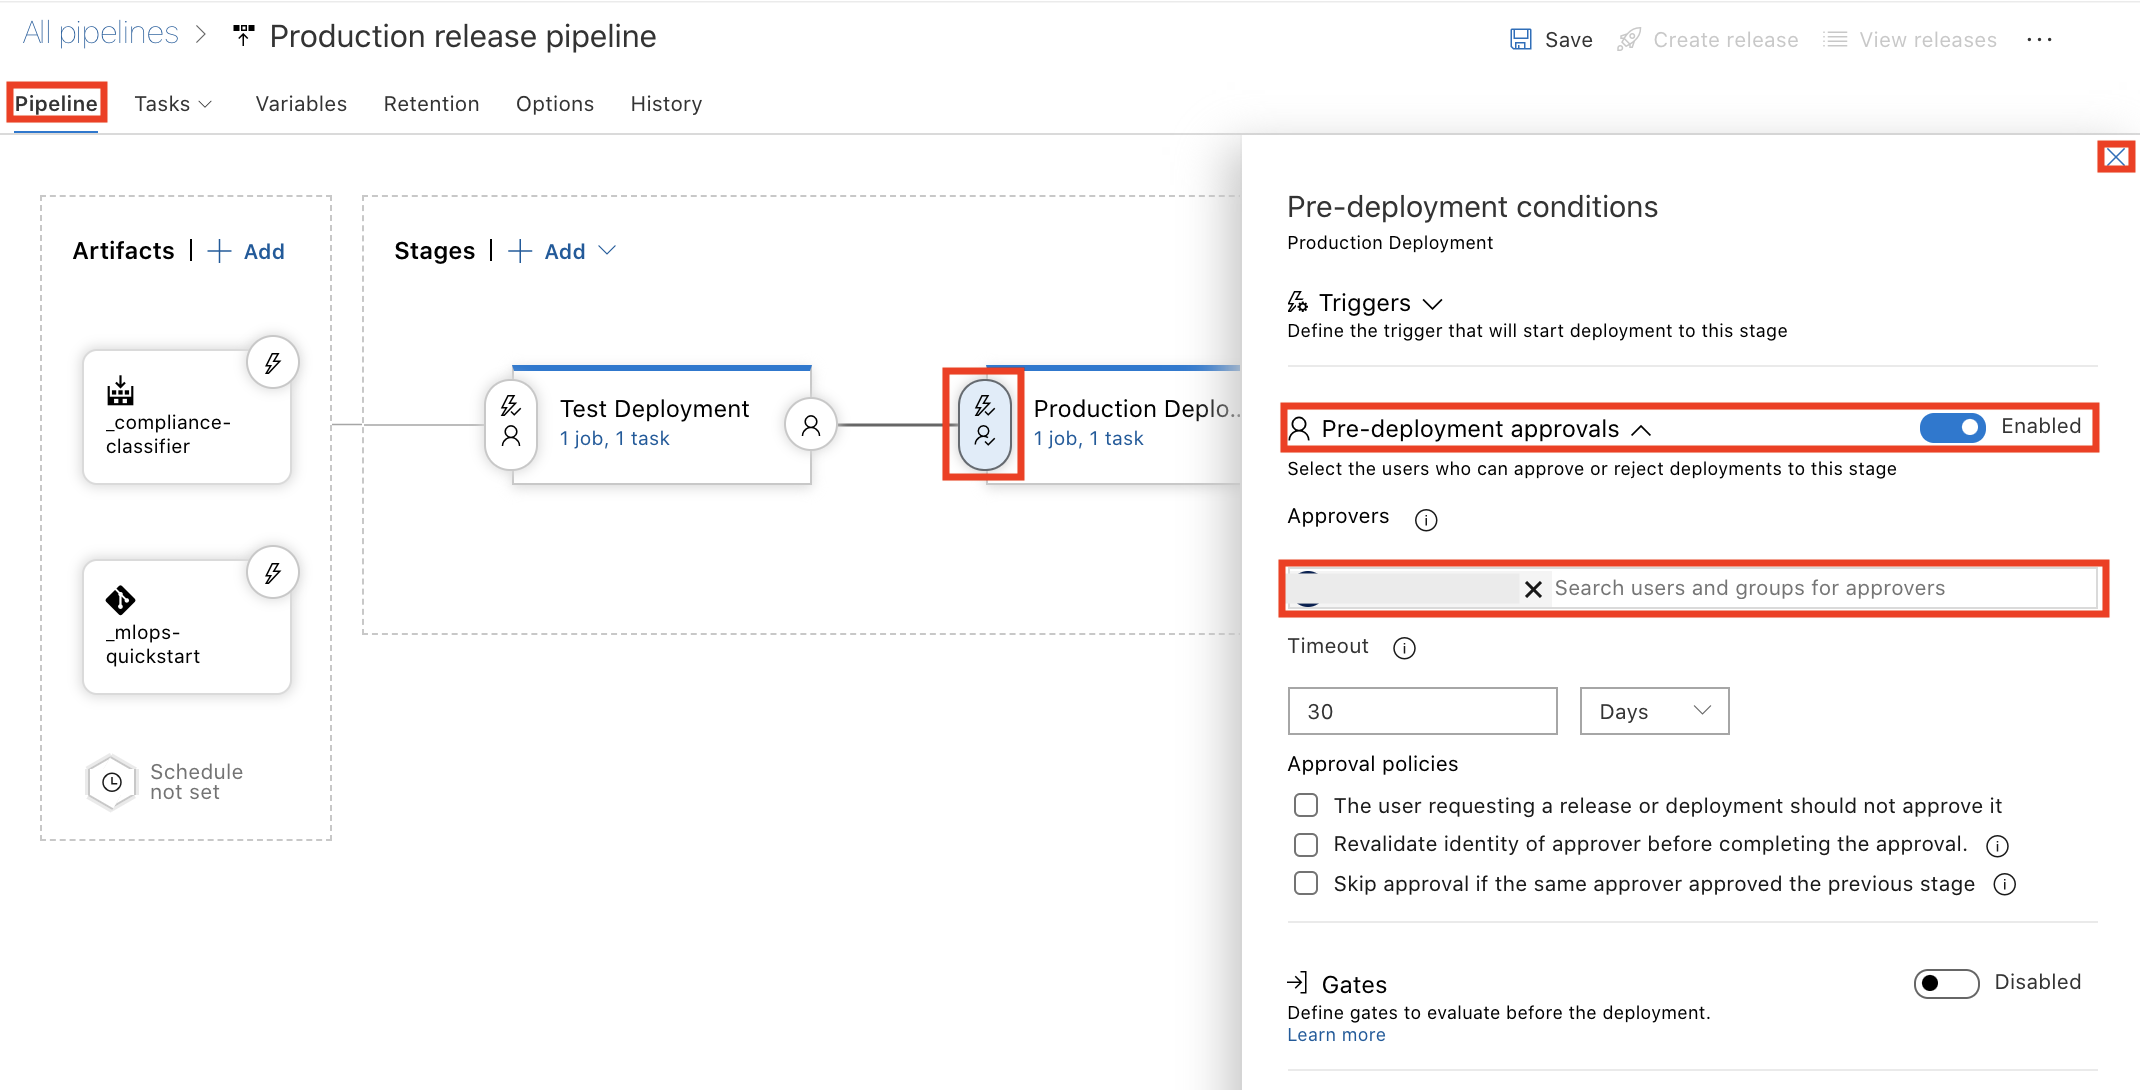 All pipelines > Production release pipeline
Save Create release View releases ...
Pipeline Tasks Variables Retention Options History
Artifacts | + Add
Stages | + Add
_compliance-
classifier
_mlops-
quickstart
Schedule
not set
Test Deployment
1 job, 1 task
Production Deplo...
1 job, 1 task
Pre-deployment conditions
Production Deployment
Triggers
Define the trigger that will start deployment to this stage
Pre-deployment approvals Enabled
Select the users who can approve or reject deployments to this stage
Approvers
Search users and groups for approvers
Timeout
30 Days
Approval policies
The user requesting a release or deployment should not approve it
Revalidate identity of approver before completing the approval.
Skip approval if the same approver approved the previous stage
Gates Disabled
Define gates to evaluate before the deployment.
Learn more